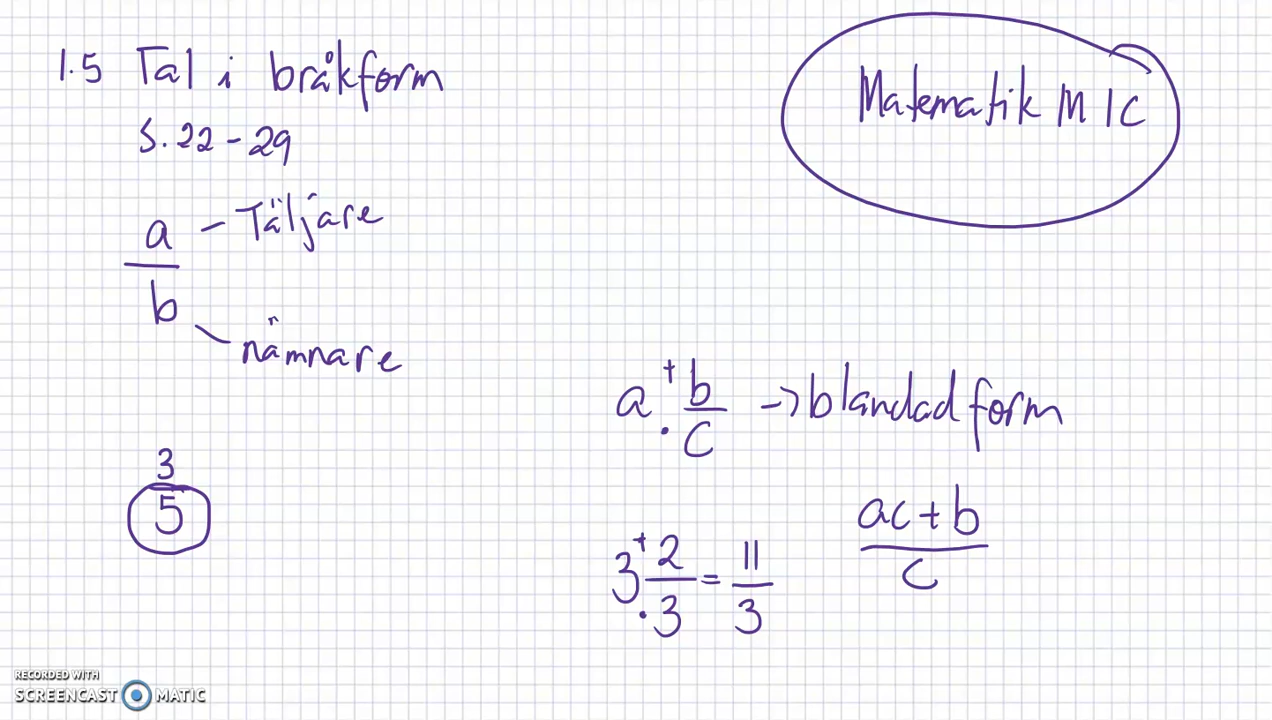 1.5 Tal i bråkform
s.22-29
Matematik M 1C
a - Täljare
b
nämnare
a + b
. c
-> blandad form
3
5
ac+b
c
3 + 2 = 11
. 3 3
RECORDED WITH
SCREENCAST MATIC